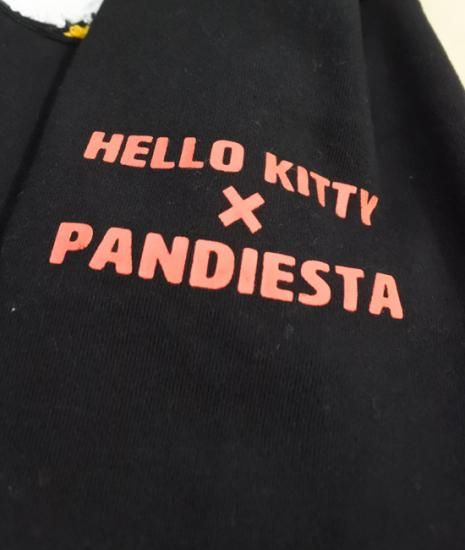 HELLO KITTY
×
PANDIESTA